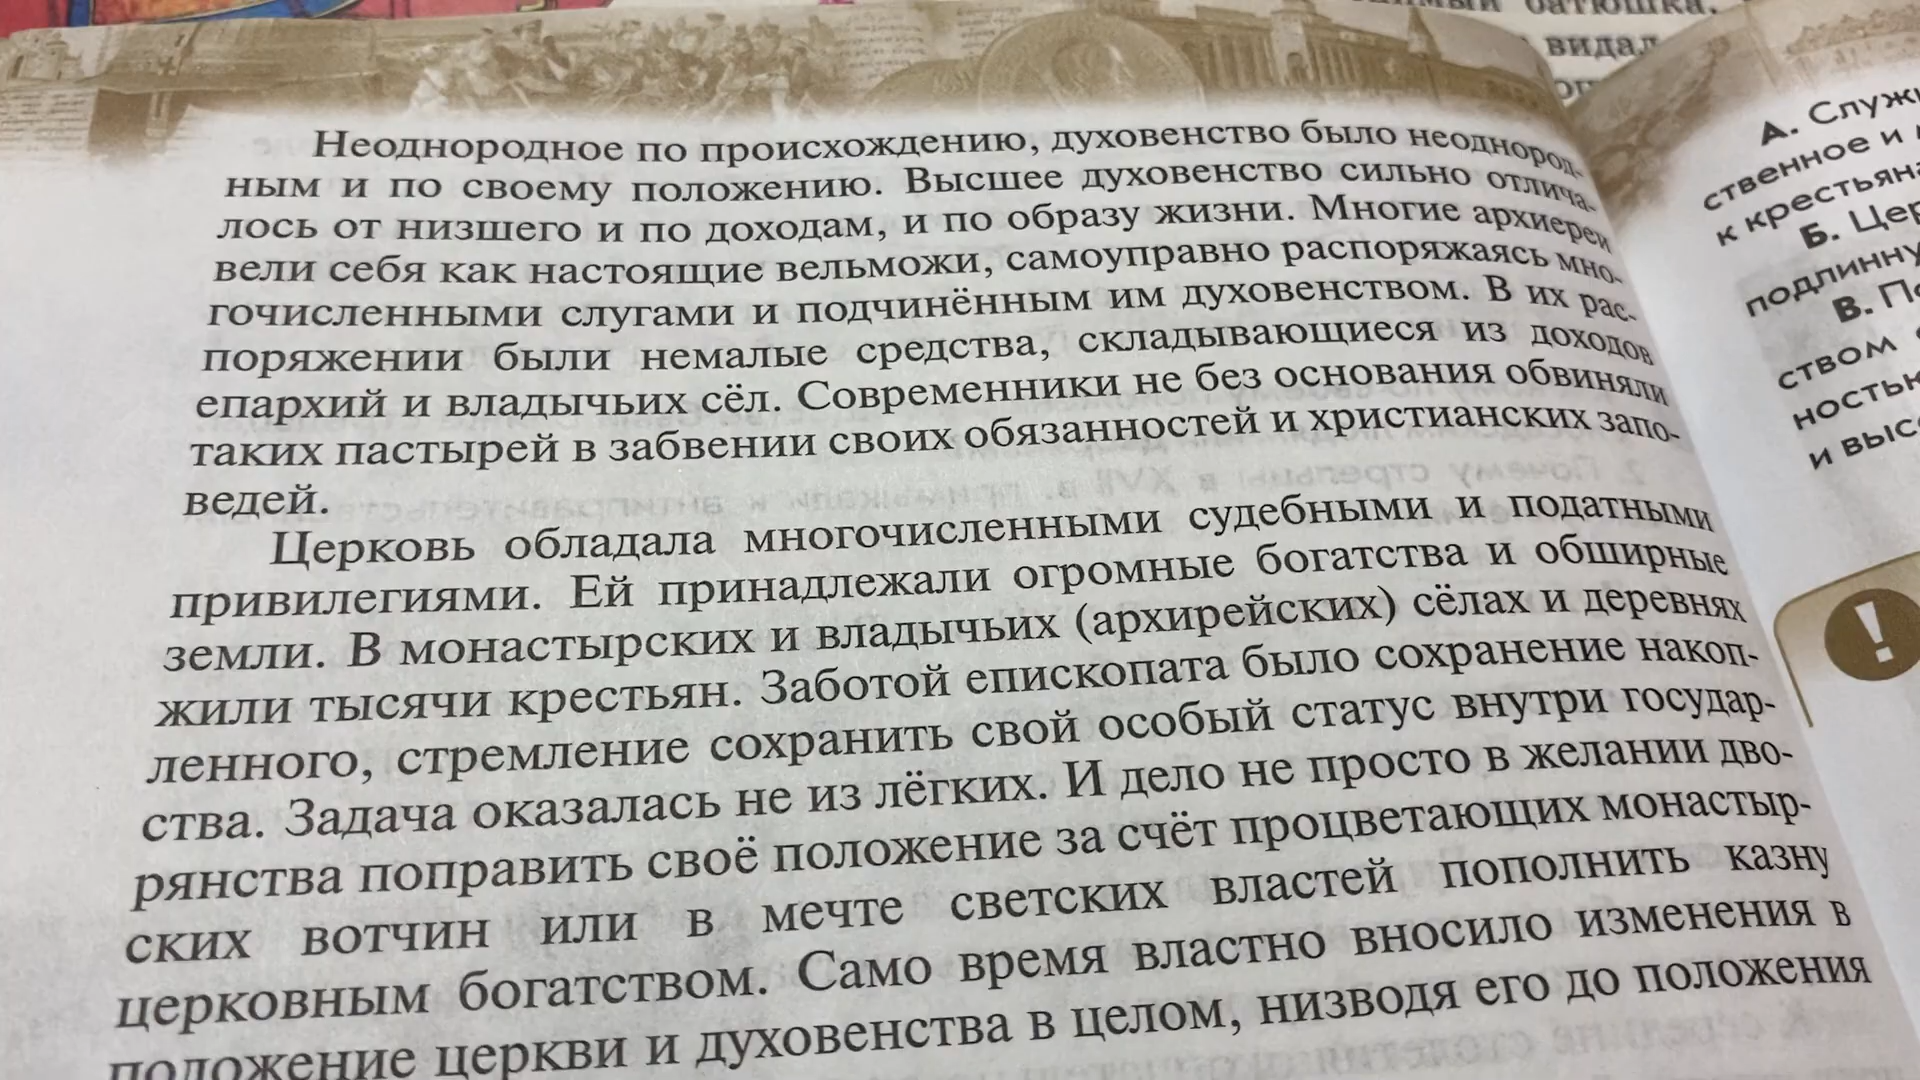 Неоднородное по происхождению, духовенство было неоднород-
ным и по своему положению. Высшее духовенство сильно отлича-
лось от низшего и по доходам, и по образу жизни. Многие архиереи
вели себя как настоящие вельможи, самоуправно распоряжаясь мно-
гочисленными слугами и подчинённым им духовенством. В их рас-
поряжении были немалые средства, складывающиеся из доходов
епархий и владычьих сёл. Современники не без основания обвиняли
таких пастырей в забвении своих обязанностей и христианских запо-
ведей.
Церковь обладала многочисленными судебными и податными
привилегиями. Ей принадлежали огромные богатства и обширные
земли. В монастырских и владычьих (архирейских) сёлах и деревнях
жили тысячи крестьян. Заботой епископата было сохранение накоп-
ленного, стремление сохранить свой особый статус внутри государ-
ства. Задача оказалась не из лёгких. И дело не просто в желании дво-
рянства поправить своё положение за счёт процветающих монастыр-
ских вотчин или в мечте светских властей пополнить казну
церковным богатством. Само время властно вносило изменения в
положение церкви и духовенства в целом, низводя его до положения
батюшка.
видал
А.
ственное и
к
Б.
В.
ством
и
!